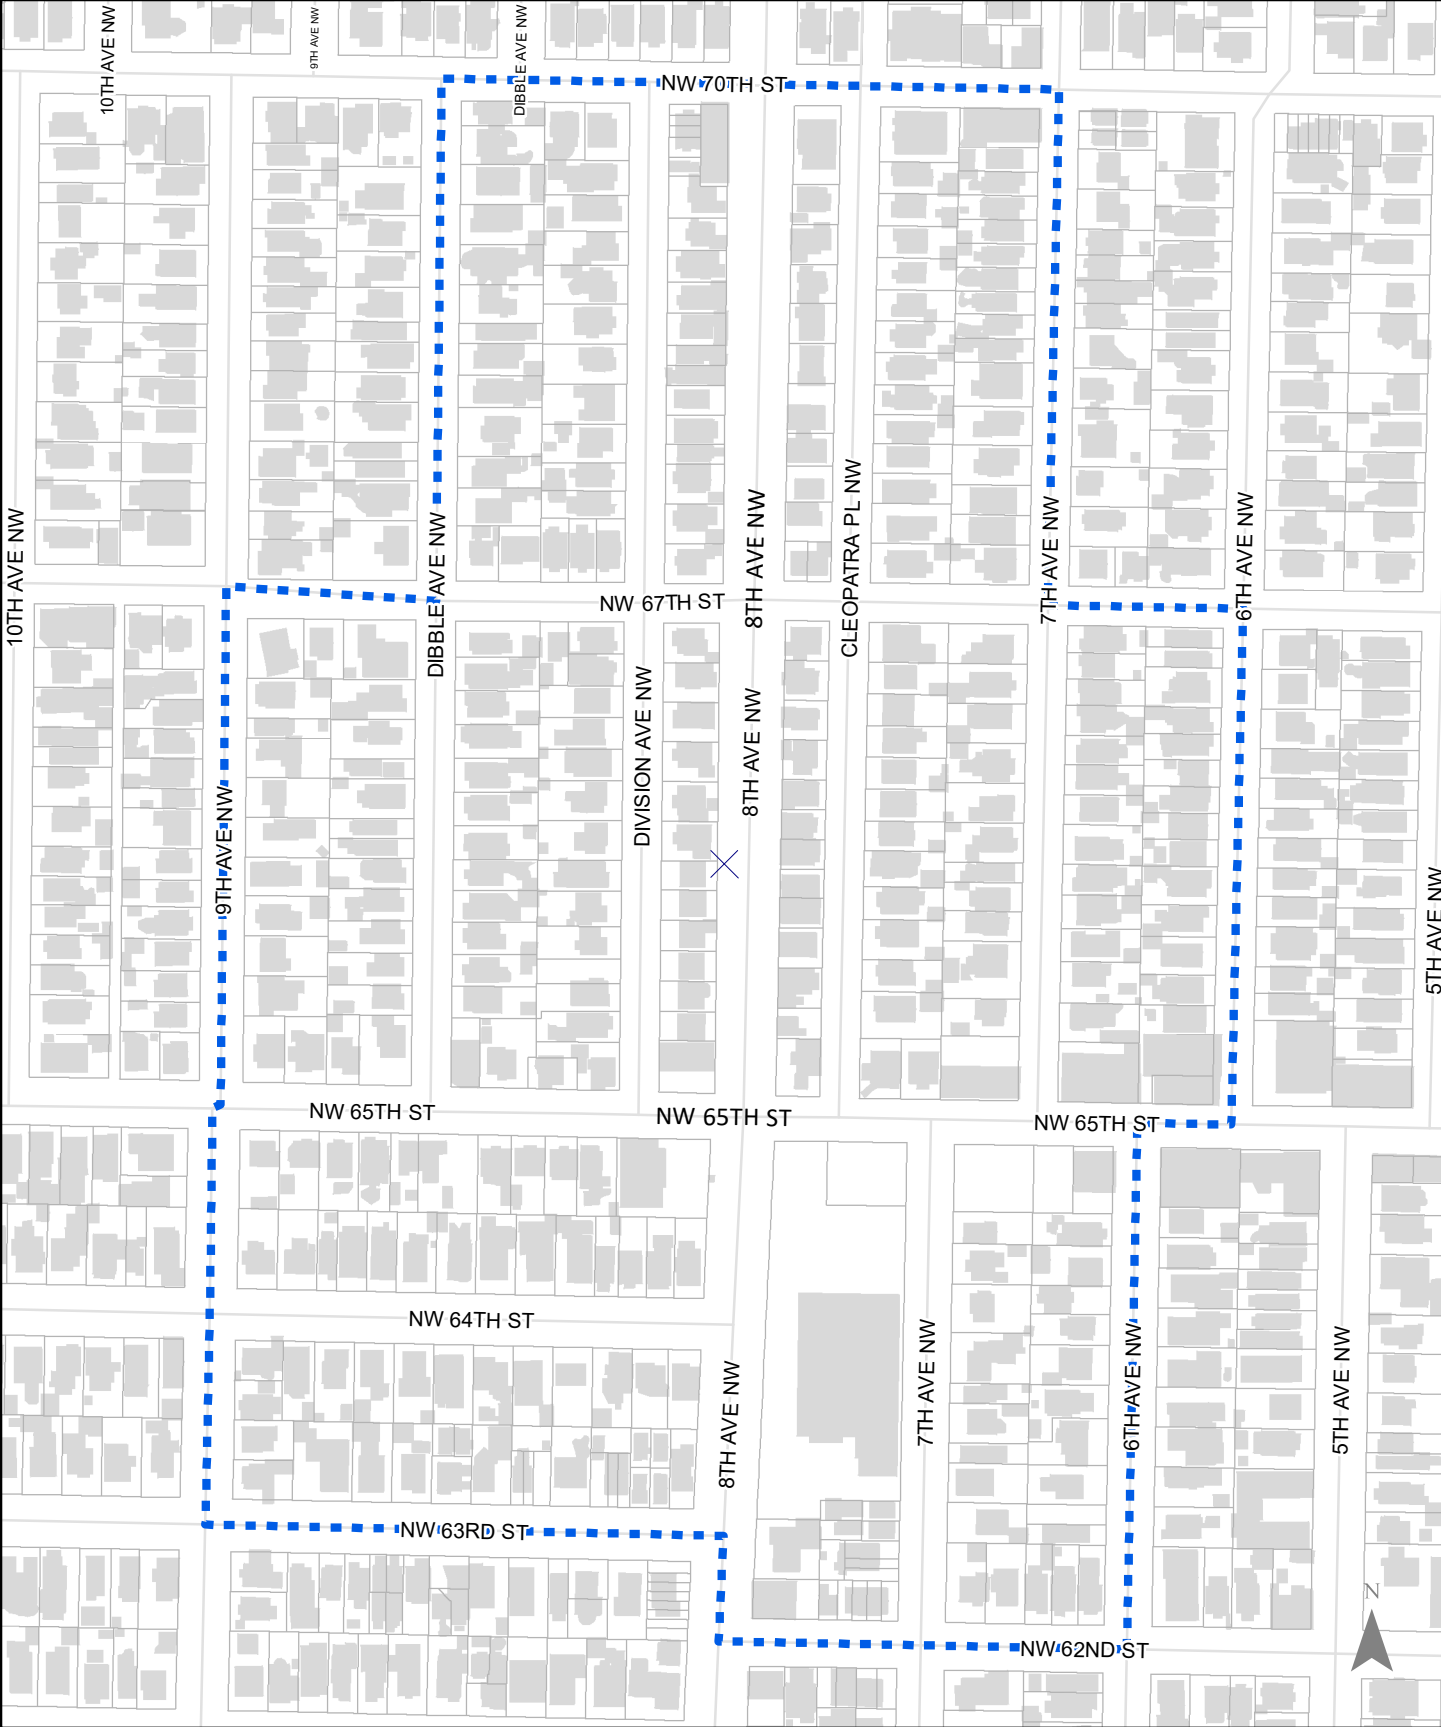 10TH AVE NW
9TH AVE NW
DIBBLE AVE NW
NW 70TH ST
10TH AVE NW
DIBBLE AVE NW
8TH AVE NW
CLEOPATRA PL NW
7TH AVE NW
6TH AVE NW
NW 67TH ST
DIVISION AVE NW
8TH AVE NW
9TH AVE NW
5TH AVE NW
NW 65TH ST
NW 65TH ST
NW 65TH ST
NW 64TH ST
8TH AVE NW
7TH AVE NW
6TH AVE NW
5TH AVE NW
NW 63RD ST
N
NW 62ND ST